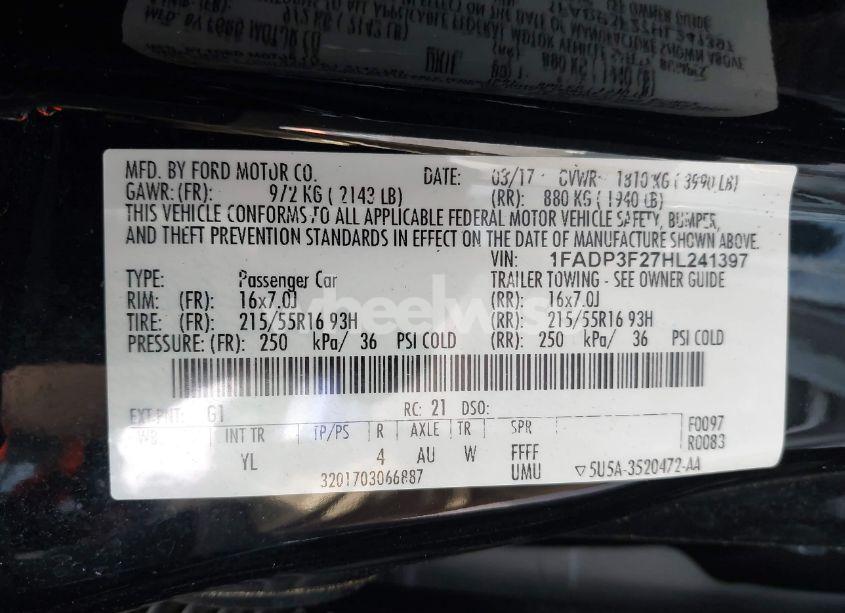 MFD. BY FORD MOTOR CO. DATE: 03/17 GVWR: 1810 KG ( 3990 LB)
GAWR: (FR): 972 KG ( 2143 LB) (RR): 880 KG ( 1940 LB)
THIS VEHICLE CONFORMS TO ALL APPLICABLE FEDERAL MOTOR VEHICLE SAFETY, BUMPER,
AND THEFT PREVENTION STANDARDS IN EFFECT ON THE DATE OF MANUFACTURE SHOWN ABOVE.
VIN: 1FADP3F27HL241397
TYPE: Passenger Car TRAILER TOWING - SEE OWNER GUIDE
RIM: (FR): 16x7.0J (RR): 16x7.0J
TIRE: (FR): 215/55R16 93H (RR): 215/55R16 93H
PRESSURE: (FR): 250 kPa/ 36 PSI COLD (RR): 250 kPa/ 36 PSI COLD
EXT PNT: G1 RC: 21 DSO:
WB INT TR TP/PS R AXLE TR SPR F0097
R0083
YL 4 AU W FFFF
UMU
3201703066887 5U5A-3520472-AA